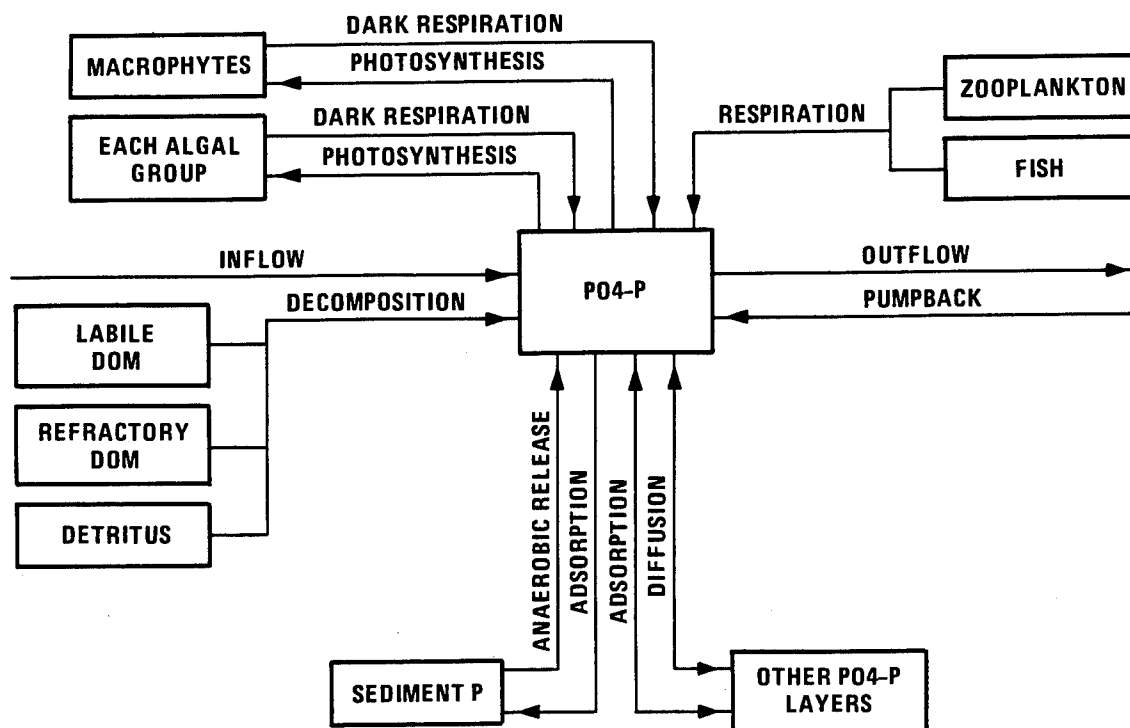 DARK RESPIRATION
MACROPHYTES
PHOTOSYNTHESIS
DARK RESPIRATION
EACH ALGAL
GROUP
PHOTOSYNTHESIS
ZOOPLANKTON
RESPIRATION
FISH
INFLOW
PO4-P
OUTFLOW
PUMPBACK
DECOMPOSITION
LABILE
DOM
REFRACTORY
DOM
DETRITUS
ANAEROBIC RELEASE
ADSORPTION
ADSORPTION
DIFFUSION
SEDIMENT P
OTHER PO4-P
LAYERS